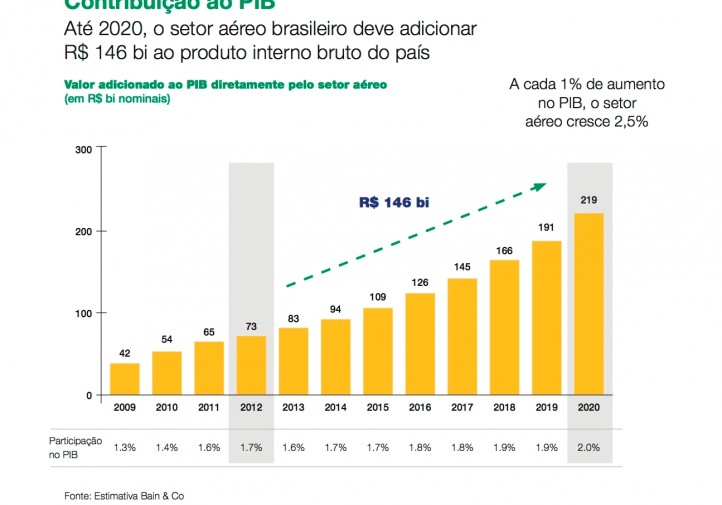 Contribuição ao PIB
Até 2020, o setor aéreo brasileiro deve adicionar
R$ 146 bi ao produto interno bruto do país
Valor adicionado ao PIB diretamente pelo setor aéreo
(em R$ bi nominais)
A cada 1% de aumento
no PIB, o setor
aéreo cresce 2,5%
300
200
100
0
R$ 146 bi
42 54 65 73 83 94 109 126 145 166 191 219
2009 2010 2011 2012 2013 2014 2015 2016 2017 2018 2019 2020
Participação
no PIB
1.3% 1.4% 1.6% 1.7% 1.6% 1.7% 1.7% 1.8% 1.8% 1.9% 1.9% 2.0%
Fonte: Estimativa Bain & Co